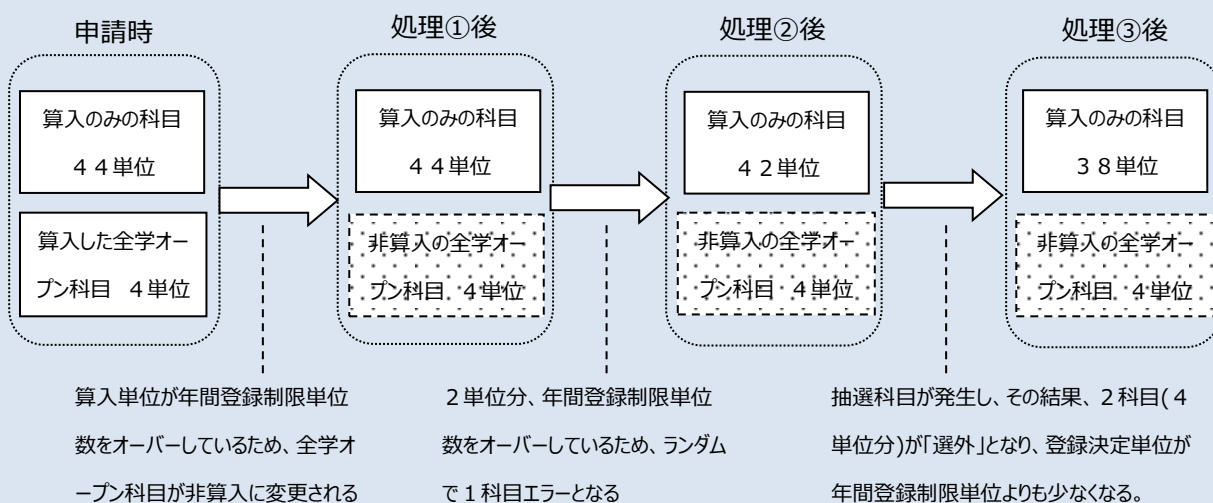 申請時
算入のみの科目
４４単位
算入した全学オー
プン科目 ４単位
処理①後
算入のみの科目
４４単位
非算入の全学オー
プン科目 ４単位
処理②後
算入のみの科目
４２単位
非算入の全学オー
プン科目 ４単位
処理③後
算入のみの科目
３８単位
非算入の全学オー
プン科目 ４単位
算入単位が年間登録制限単位
数をオーバーしているため、全学オ
ープン科目が非算入に変更される
２単位分、年間登録制限単位
数をオーバーしているため、ランダム
で１科目エラーとなる
抽選科目が発生し、その結果、２科目(４
単位分)が「選外」となり、登録決定単位が
年間登録制限単位よりも少なくなる。